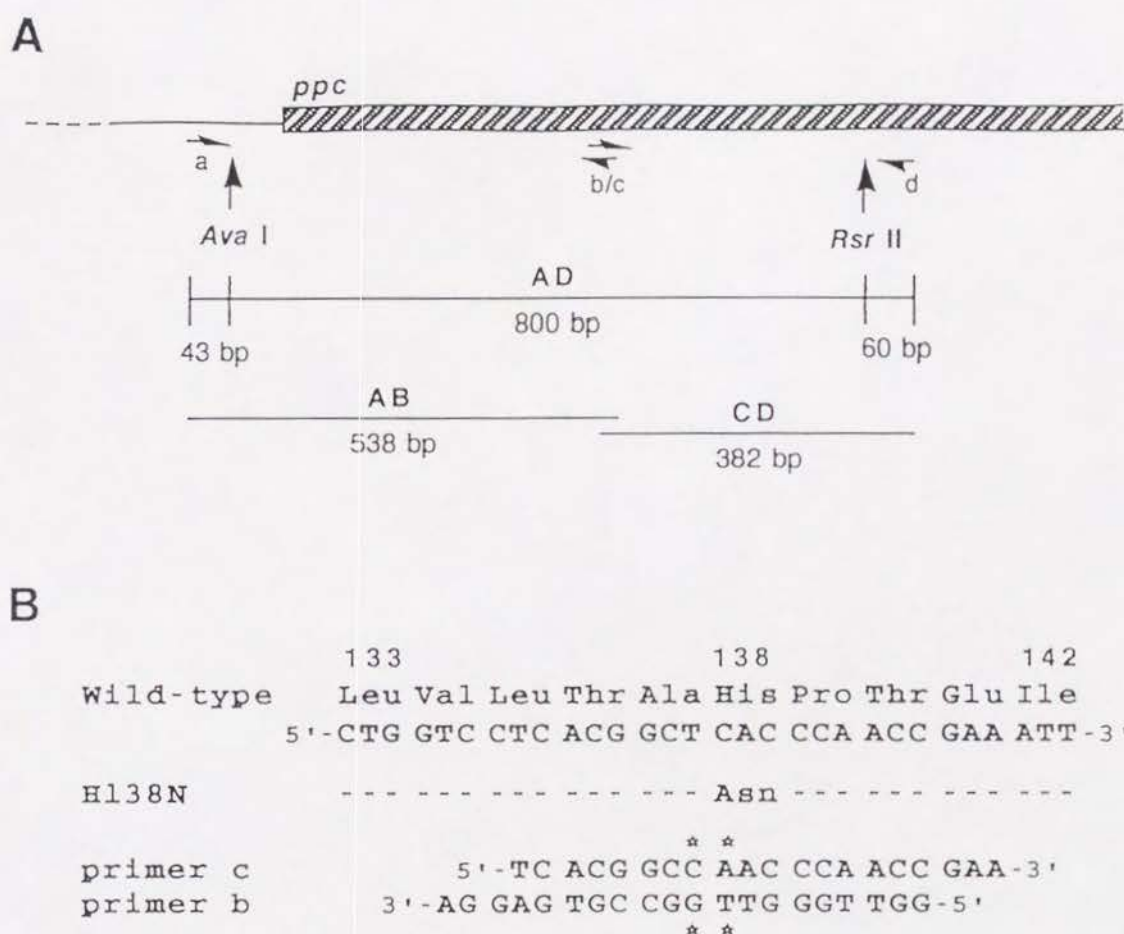 A
ppc
a
b/c
d
Ava I
Rsr II
AD
800 bp
43 bp
60 bp
AB
538 bp
CD
382 bp
B
133 138 142
Wild-type Leu Val Leu Thr Ala His Pro Thr Glu Ile
5'-CTG GTC CTC ACG GCT CAC CCA ACC GAA ATT-3'
H138N - - - - - - - - - - - - - - - Asn - - - - - - - - - - - -
☆ ☆
primer c 5'-TC ACG GCC AAC CCA ACC GAA-3'
primer b 3'-AG GAG TGC CGG TTG GGT TGG-5'
☆ ☆